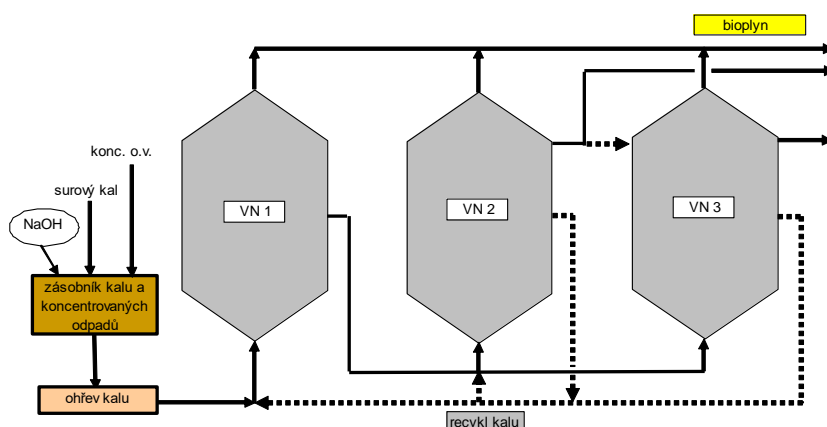 bioplyn
konc. o.v.
surový kal
NaOH
VN 1
VN 2
VN 3
zásobník kalu a
koncentrovaných
odpadů
ohřev kalu
recykl kalu